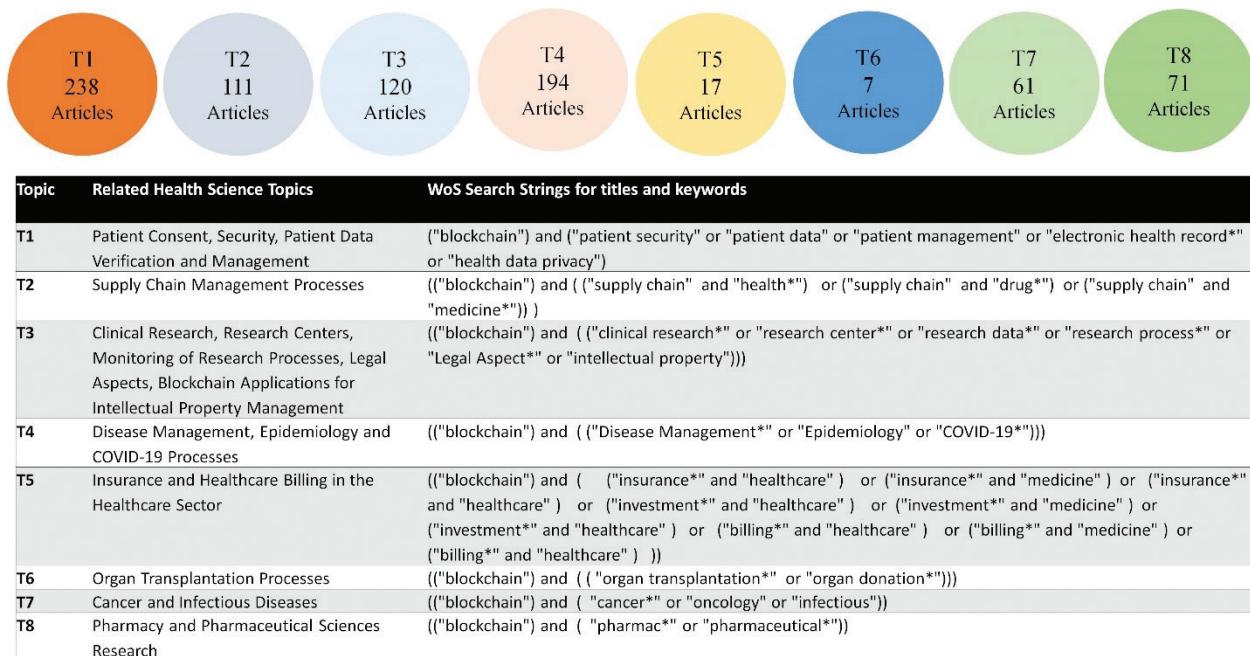 T1
238
Articles
T2
111
Articles
T3
120
Articles
T4
194
Articles
T5
17
Articles
T6
7
Articles
T7
61
Articles
T8
71
Articles
Topic Related Health Science Topics WoS Search Strings for titles and keywords
T1 Patient Consent, Security, Patient Data ("blockchain") and ("patient security" or "patient data" or "patient management" or "electronic health record*"
Verification and Management or "health data privacy")
T2 Supply Chain Management Processes (("blockchain") and ( ("supply chain" and "health*") or ("supply chain" and "drug*") or ("supply chain" and
"medicine*")) )
T3 Clinical Research, Research Centers, (("blockchain") and ( ("clinical research*" or "research center*" or "research data*" or "research process*" or
Monitoring of Research Processes, Legal "Legal Aspect*" or "intellectual property")))
Aspects, Blockchain Applications for
Intellectual Property Management
T4 Disease Management, Epidemiology and (("blockchain") and ( ("Disease Management*" or "Epidemiology" or "COVID-19*")))
COVID-19 Processes
T5 Insurance and Healthcare Billing in the (("blockchain") and ( ("insurance*" and "healthcare" ) or ("insurance*" and "medicine" ) or ("insurance*"
Healthcare Sector and "healthcare" ) or ("investment*" and "healthcare" ) or ("investment*" and "medicine" ) or
("investment*" and "healthcare" ) or ("billing*" and "healthcare" ) or ("billing*" and "medicine" ) or
("billing*" and "healthcare" ) ))
T6 Organ Transplantation Processes (("blockchain") and ( ( "organ transplantation*" or "organ donation*")))
T7 Cancer and Infectious Diseases (("blockchain") and ( "cancer*" or "oncology" or "infectious"))
T8 Pharmacy and Pharmaceutical Sciences (("blockchain") and ( "pharmac*" or "pharmaceutical*"))
Research